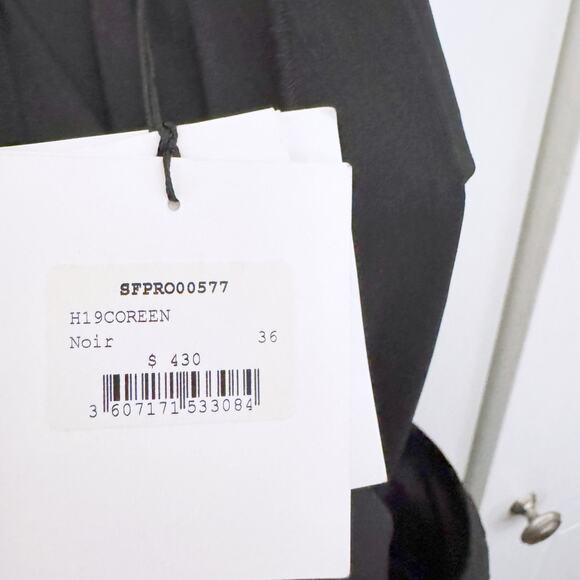 SFPRO00577
H19COREEN
Noir 36
$ 430
3 607171 533084